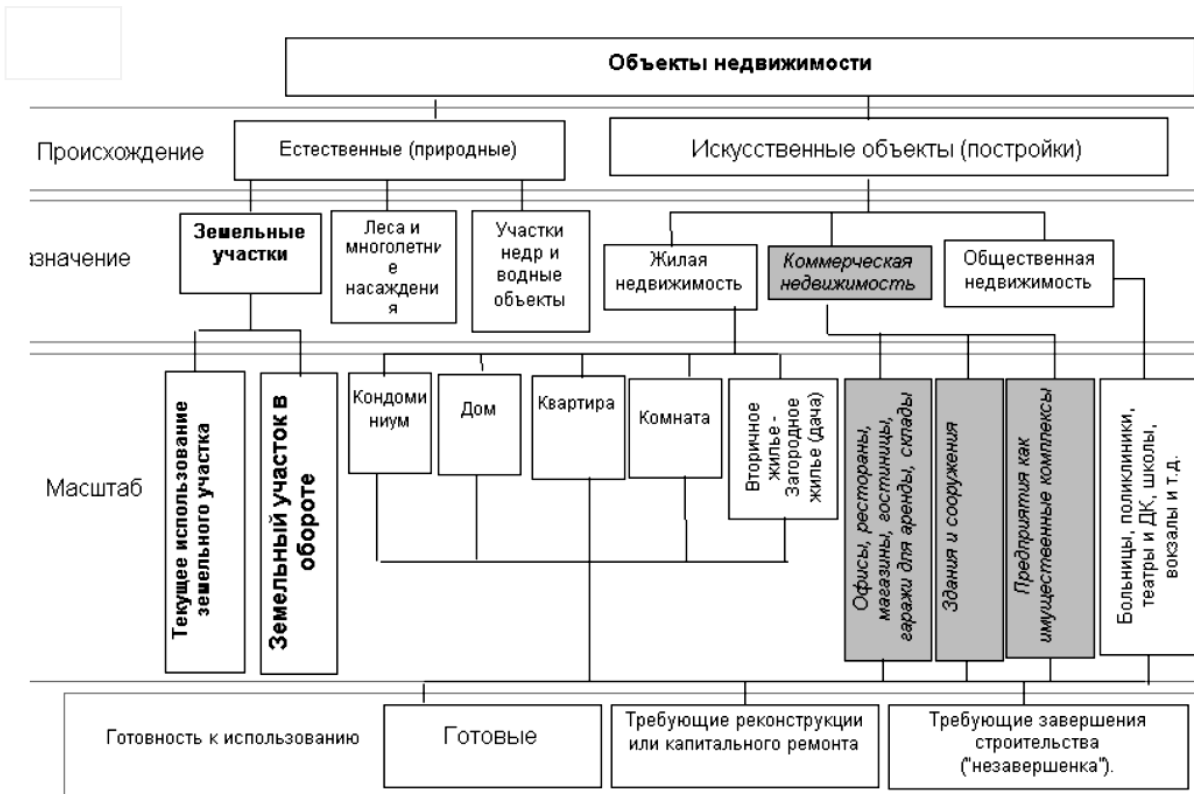 Объекты недвижимости
Происхождение
Естественные (природные)
Искусственные объекты (постройки)
азначение
Земельные
участки
Леса и
многолетни
е
насаждени
я
Участки
недр и
водные
объекты
Жилая
недвижимость
Коммерческая
недвижимость
Общественная
недвижимость
Масштаб
Текущее использование
земельного участка
Земельный участок в
обороте
Кондоми
ниум
Дом
Квартира
Комната
Вторичное
жилье -
Загородное
жилье (дача)
Офисы, рестораны,
магазины, гостиницы,
гаражи для аренды, склады
Здания и сооружения
Предприятия как
имущественные комплексы
Больницы, поликлиники,
театры и ДК, школы,
вокзалы и т.д.
Готовность к использованию
Готовые
Требующие реконструкции
или капитального ремонта
Требующие завершения
строительства
("незавершенка").